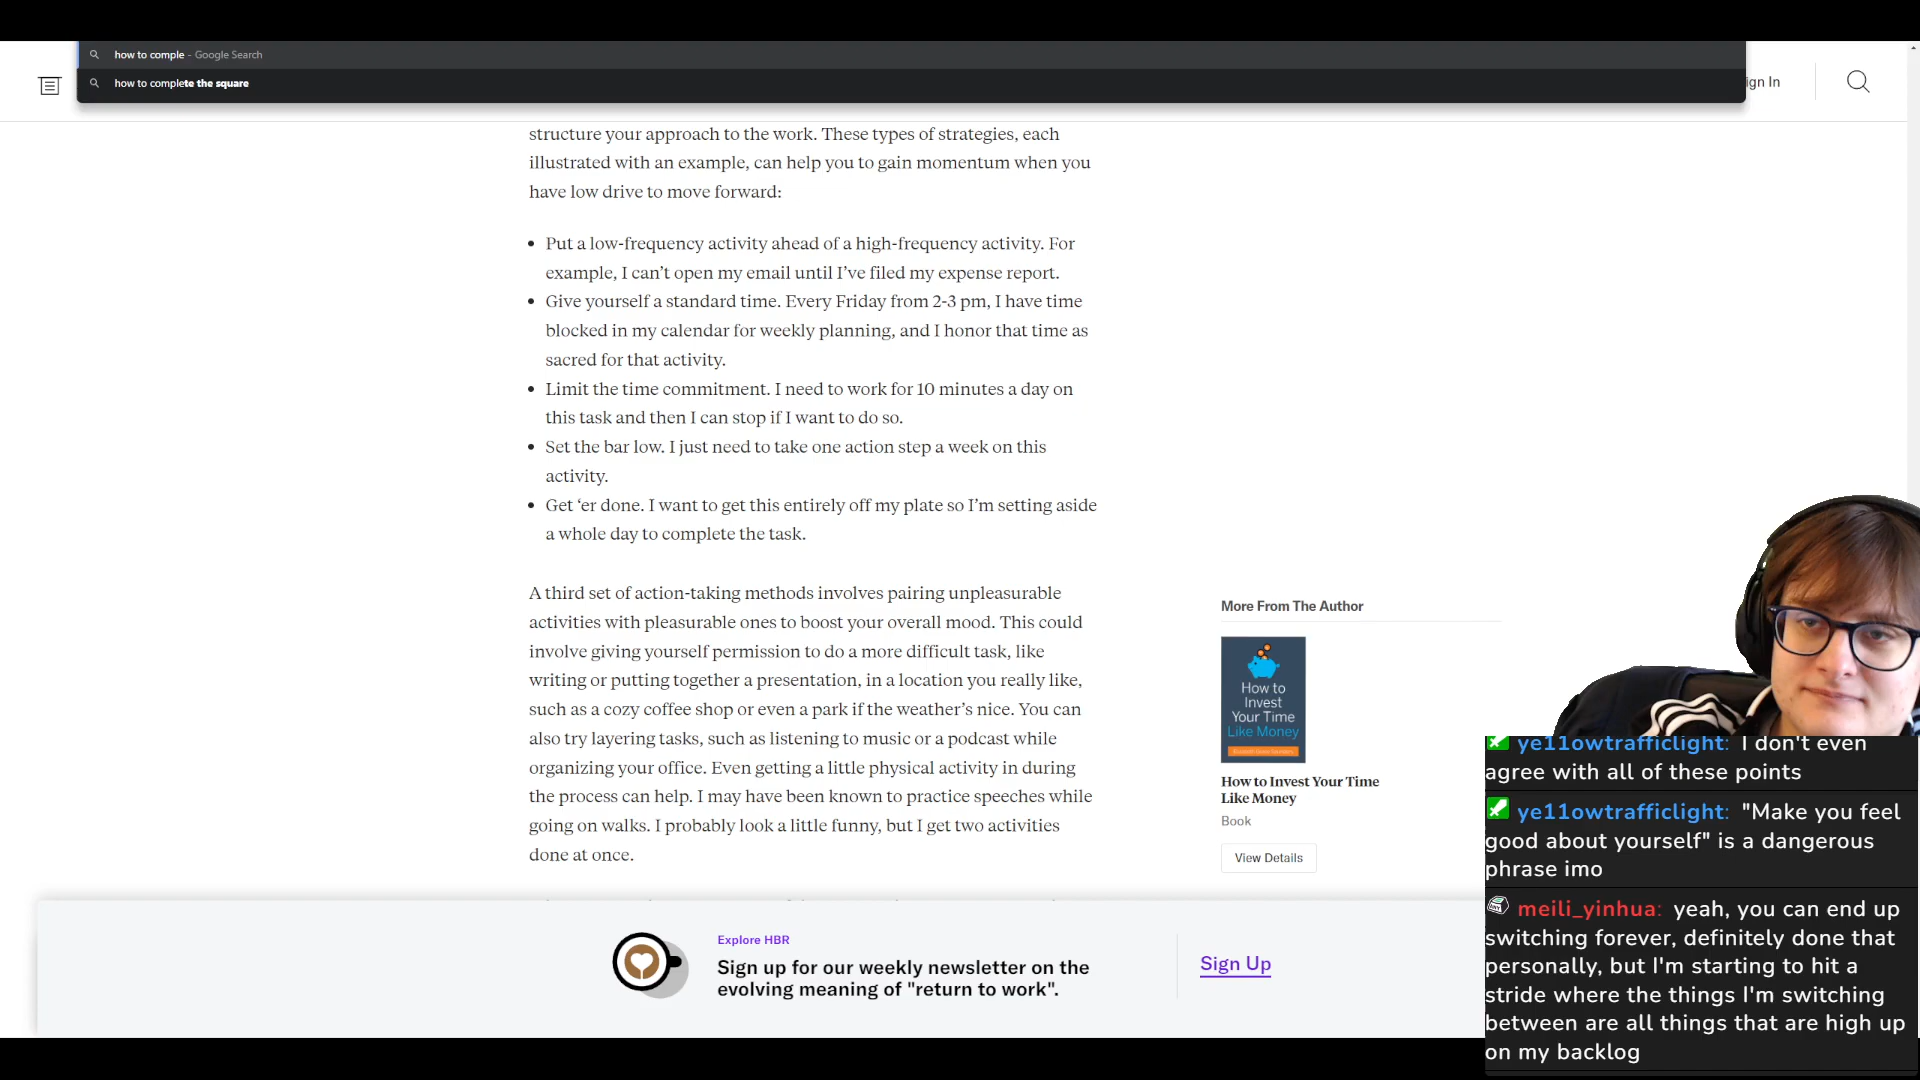 how to comple - Google Search
how to complete the square
ign In
structure your approach to the work. These types of strategies, each
illustrated with an example, can help you to gain momentum when you
have low drive to move forward:
• Put a low-frequency activity ahead of a high-frequency activity. For
example, I can’t open my email until I’ve filed my expense report.
• Give yourself a standard time. Every Friday from 2-3 pm, I have time
blocked in my calendar for weekly planning, and I honor that time as
sacred for that activity.
• Limit the time commitment. I need to work for 10 minutes a day on
this task and then I can stop if I want to do so.
• Set the bar low. I just need to take one action step a week on this
activity.
• Get ‘er done. I want to get this entirely off my plate so I’m setting aside
a whole day to complete the task.
A third set of action-taking methods involves pairing unpleasurable
activities with pleasurable ones to boost your overall mood. This could
involve giving yourself permission to do a more difficult task, like
writing or putting together a presentation, in a location you really like,
such as a cozy coffee shop or even a park if the weather’s nice. You can
also try layering tasks, such as listening to music or a podcast while
organizing your office. Even getting a little physical activity in during
the process can help. I may have been known to practice speeches while
going on walks. I probably look a little funny, but I get two activities
done at once.
More From The Author
How to
Invest
Your Time
Like Money
How to Invest Your Time
Like Money
Book
View Details
Explore HBR
Sign up for our weekly newsletter on the
evolving meaning of "return to work".
Sign Up
ye11owtrafficlight: I don't even
agree with all of these points
ye11owtrafficlight: "Make you feel
good about yourself" is a dangerous
phrase imo
meili_yinhua: yeah, you can end up
switching forever, definitely done that
personally, but I'm starting to hit a
stride where the things I'm switching
between are all things that are high up
on my backlog